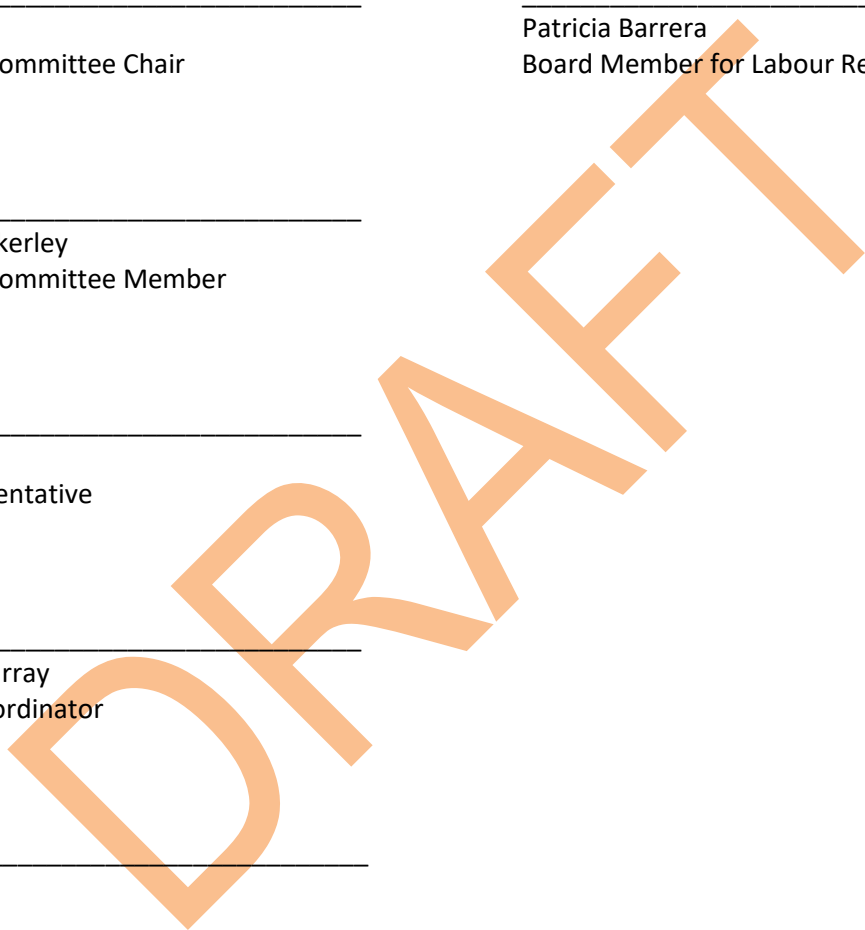 Patricia Barrera
ommittee Chair
Board Member for Labour Re
kerley
ommittee Member
entative
rray
ordinator
DRAFT